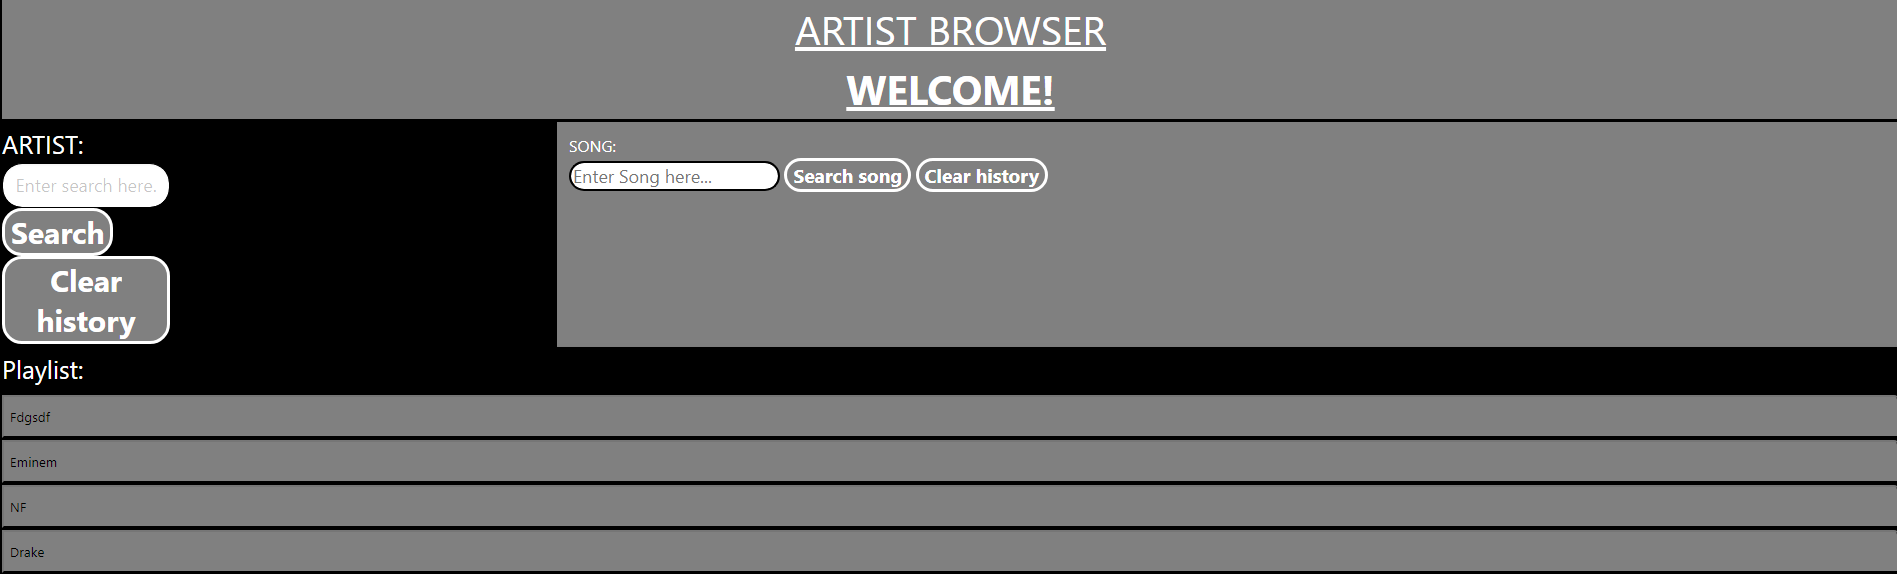 ARTIST BROWSER
WELCOME!
ARTIST:
Enter search here.
Search
Clear
history
SONG:
Enter Song here... Search song Clear history
Playlist:
Fdgsdf
Eminem
NF
Drake